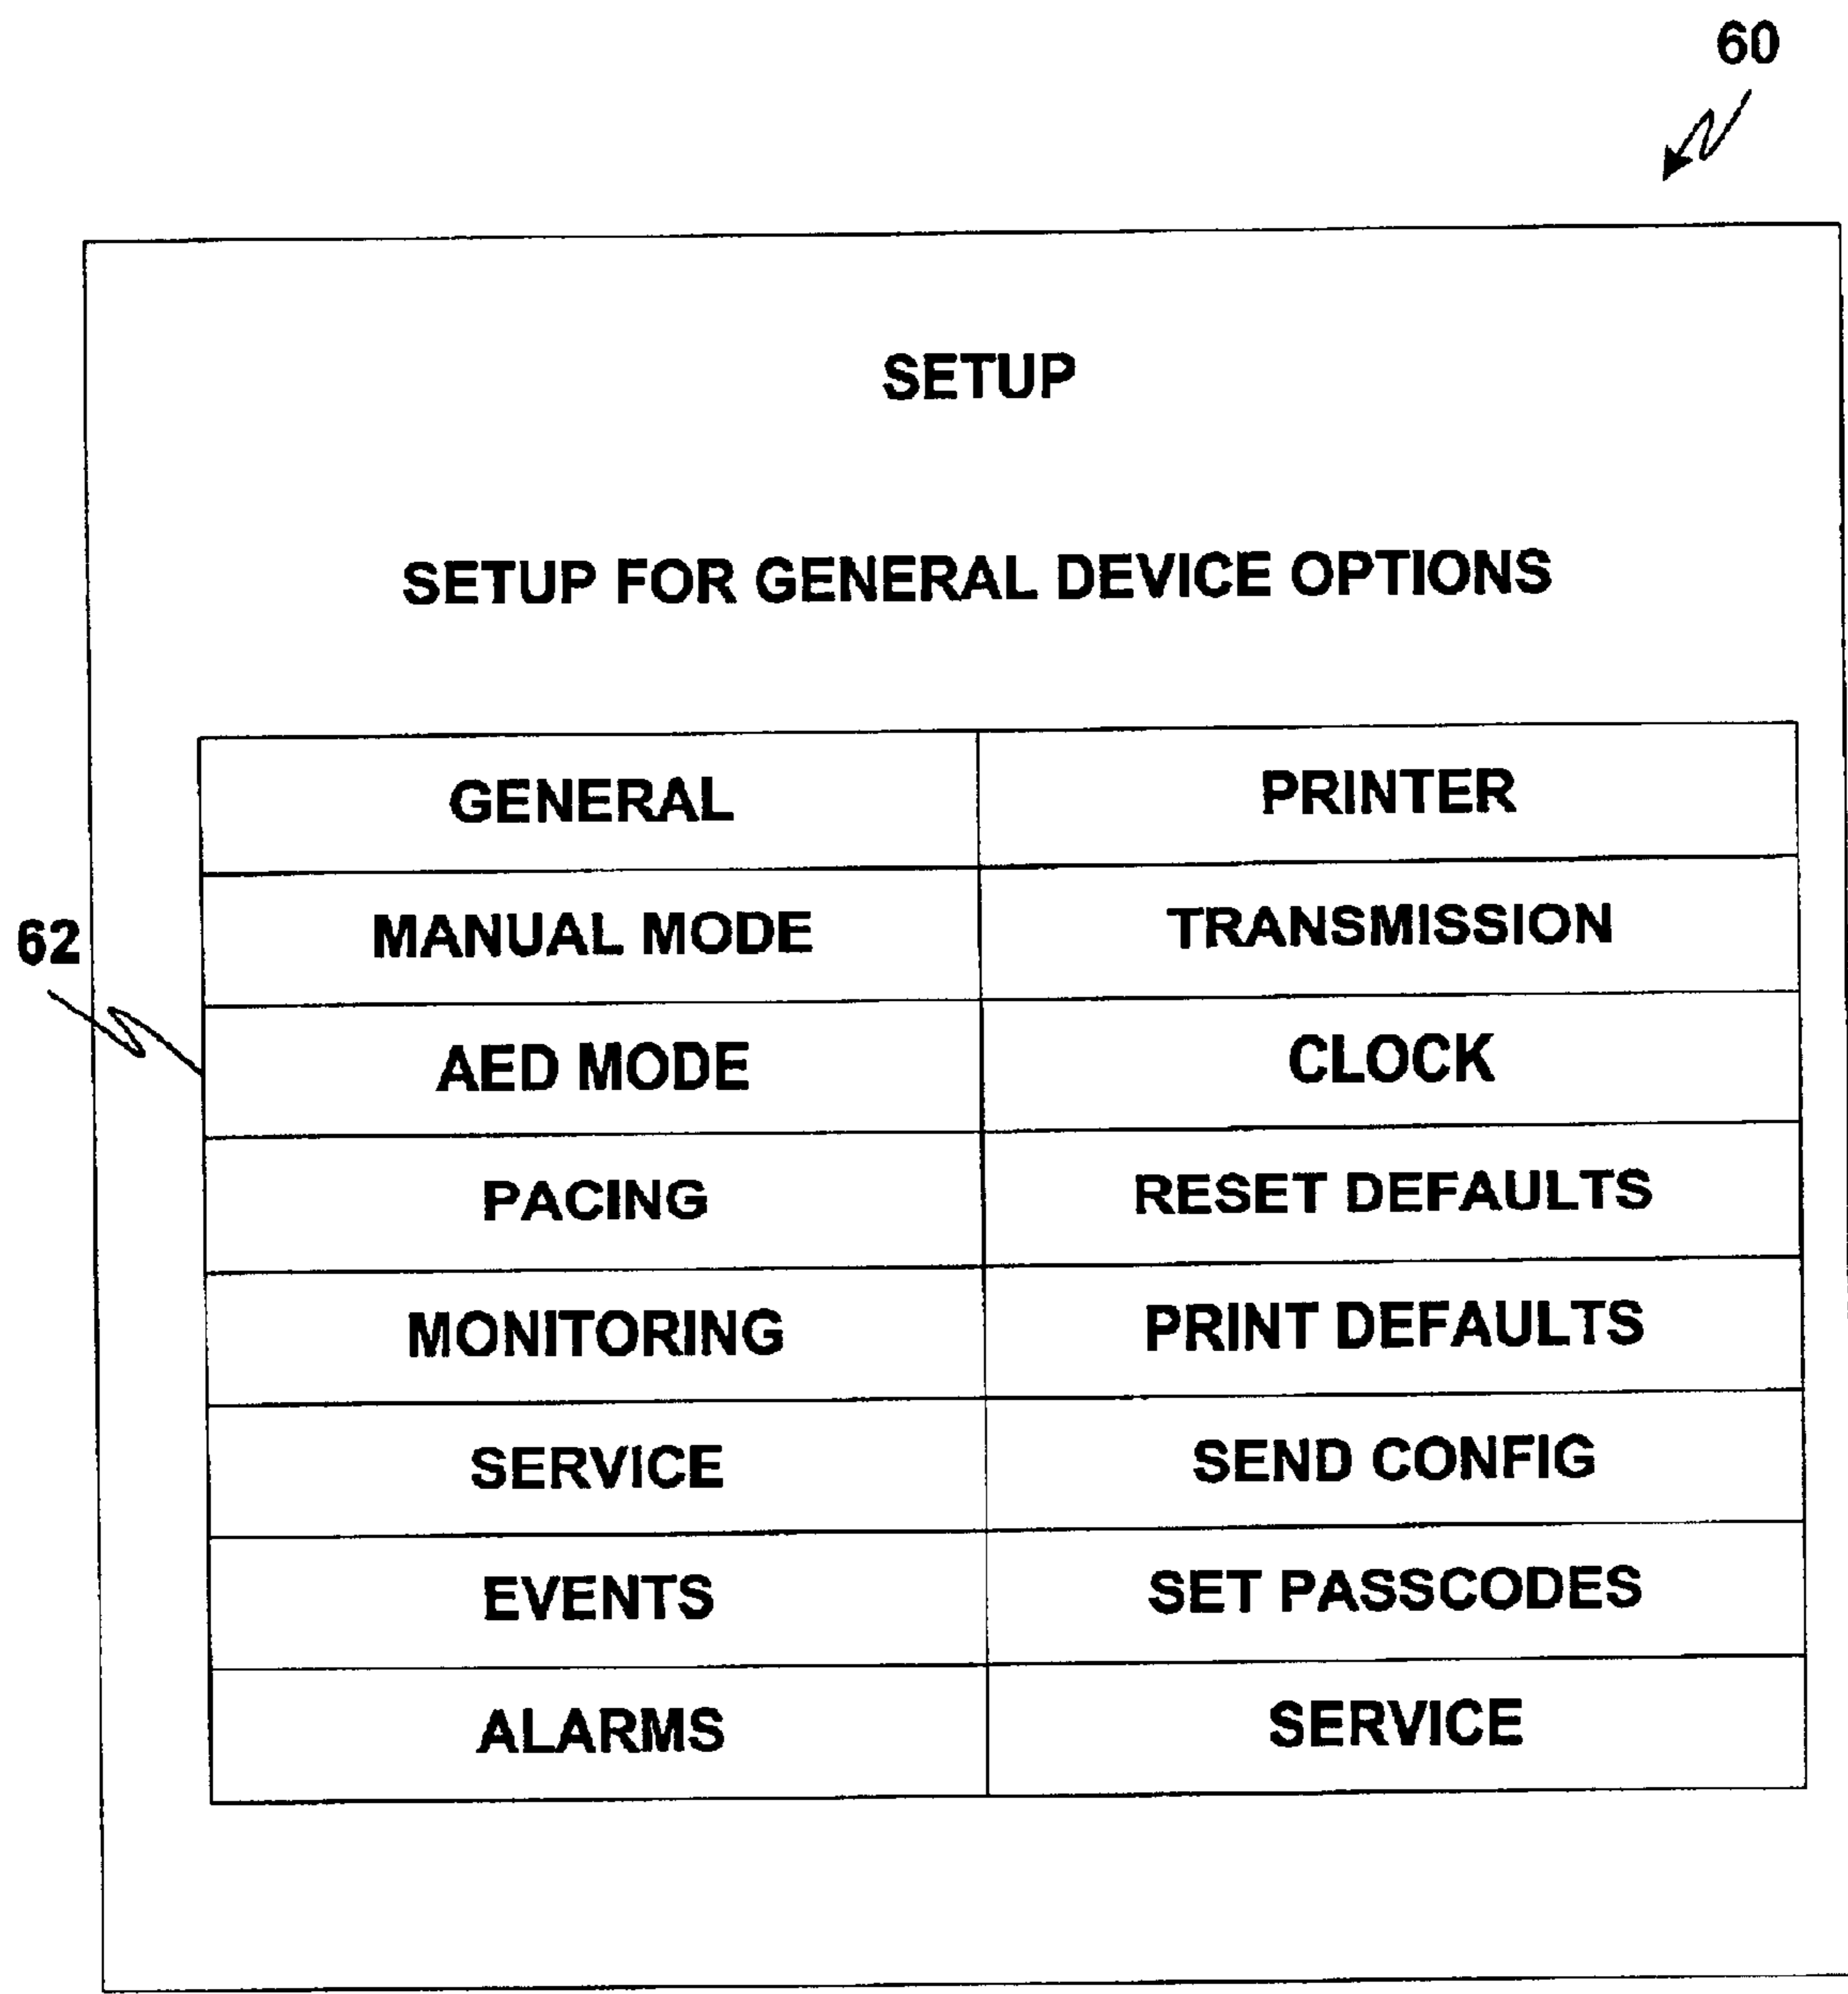 60
SETUP
SETUP FOR GENERAL DEVICE OPTIONS
GENERAL PRINTER
MANUAL MODE TRANSMISSION
62
AED MODE CLOCK
PACING RESET DEFAULTS
MONITORING PRINT DEFAULTS
SERVICE SEND CONFIG
EVENTS SET PASSCODES
ALARMS SERVICE